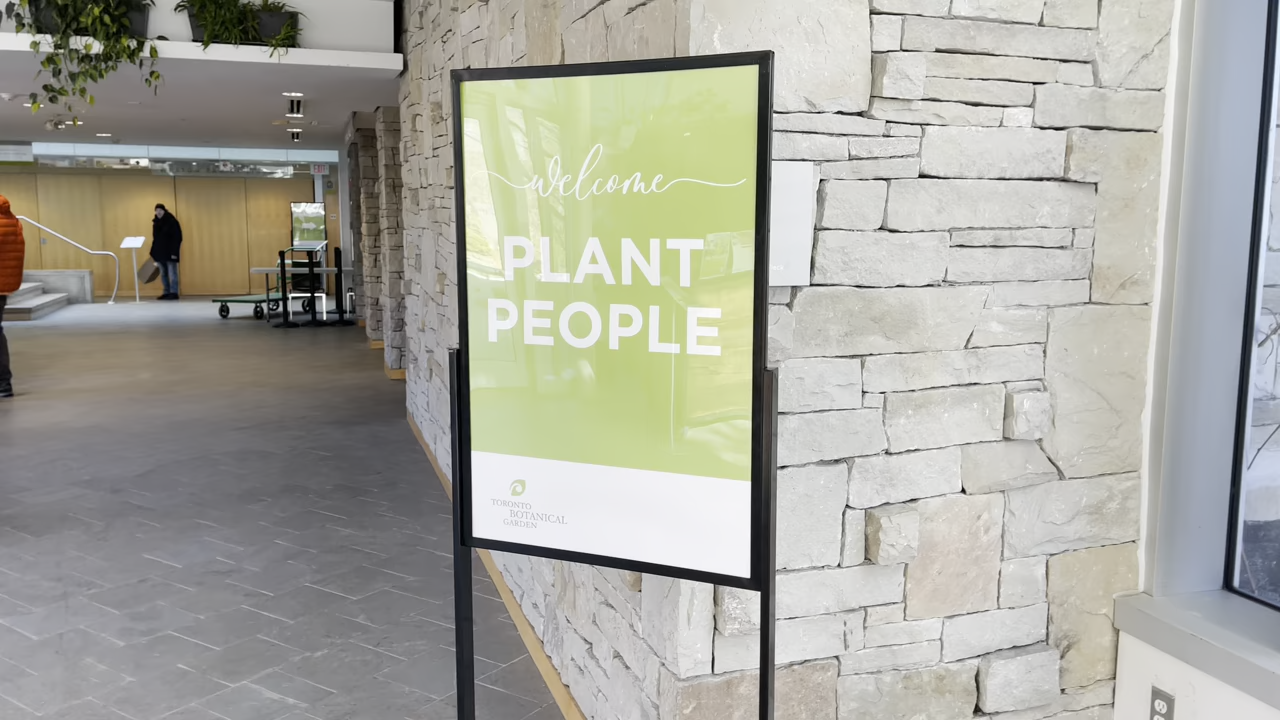 welcome
PLANT
PEOPLE
TORONTO
BOTANICAL
GARDEN